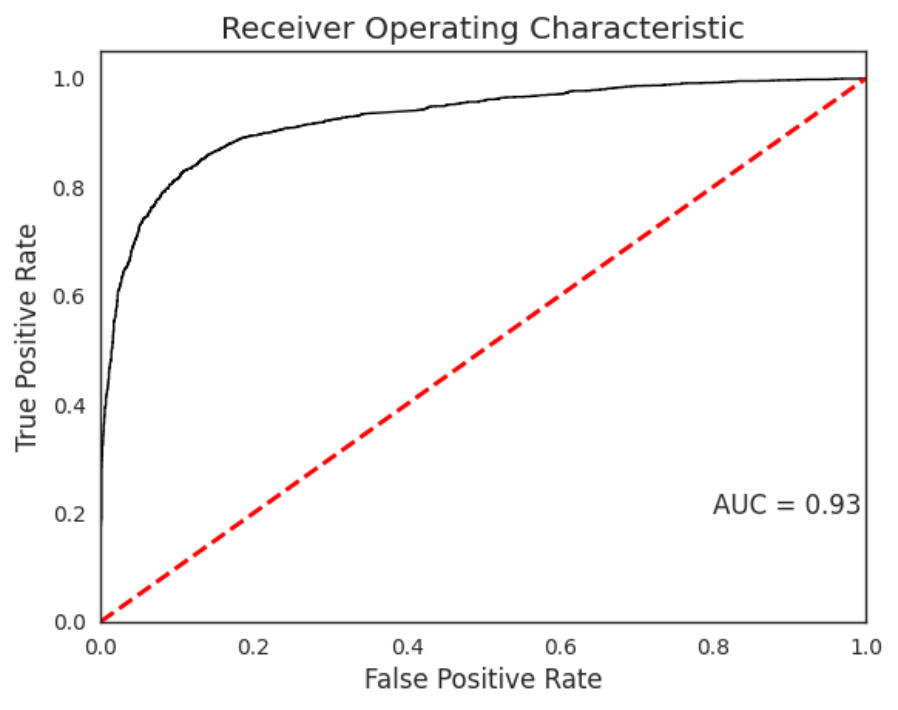 Receiver Operating Characteristic
True Positive Rate
1.0
0.8
0.6
0.4
0.2
0.0
AUC = 0.93
0.0 0.2 0.4 0.6 0.8 1.0
False Positive Rate